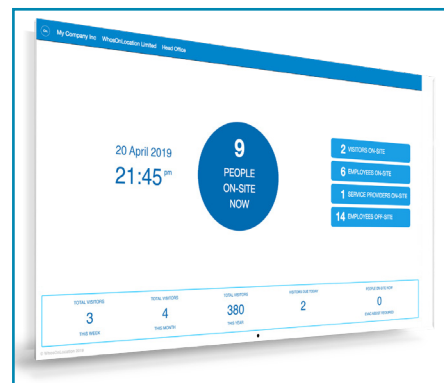 My Company Inc WhosOnLocation Limited Head Office
20 April 2019
21:45 pm
9
PEOPLE
ON-SITE
NOW
2 VISITORS ON-SITE
6 EMPLOYEES ON-SITE
1 SERVICE PROVIDERS ON-SITE
14 EMPLOYEES OFF-SITE
TOTAL VISITORS
3
THIS WEEK
TOTAL VISITORS
4
THIS MONTH
TOTAL VISITORS
380
THIS YEAR
VISITORS DUE TODAY
2
0